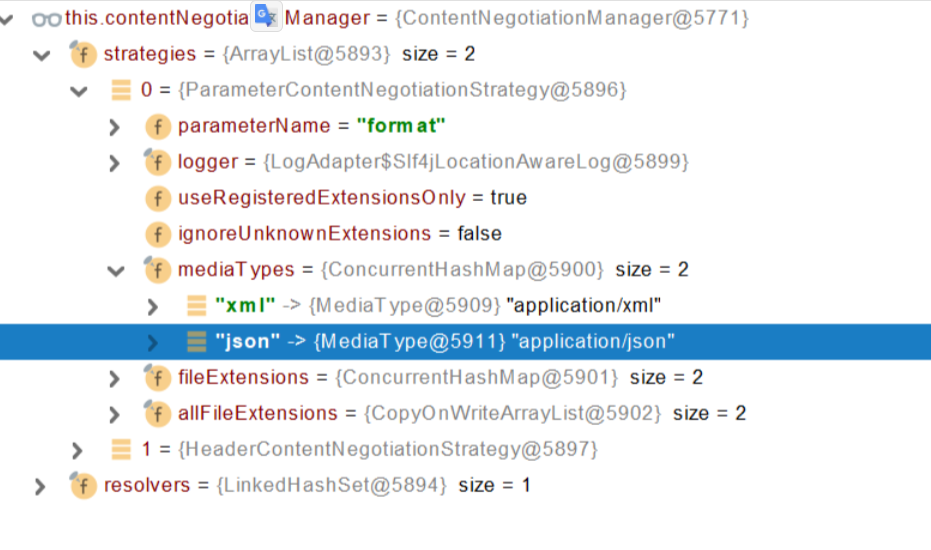 this.contentNegotia Manager = {ContentNegotiationManager@5771}
strategies = {ArrayList@5893} size = 2
0 = {ParameterContentNegotiationStrategy@5896}
parameterName = "format"
logger = {LogAdapter$Slf4jLocationAwareLog@5899}
useRegisteredExtensionsOnly = true
ignoreUnknownExtensions = false
mediaTypes = {ConcurrentHashMap@5900} size = 2
"xml" -> {MediaType@5909} "application/xml"
"json" -> {MediaType@5911} "application/json"
fileExtensions = {ConcurrentHashMap@5901} size = 2
allFileExtensions = {CopyOnWriteArrayList@5902} size = 2
1 = {HeaderContentNegotiationStrategy@5897}
resolvers = {LinkedHashSet@5894} size = 1